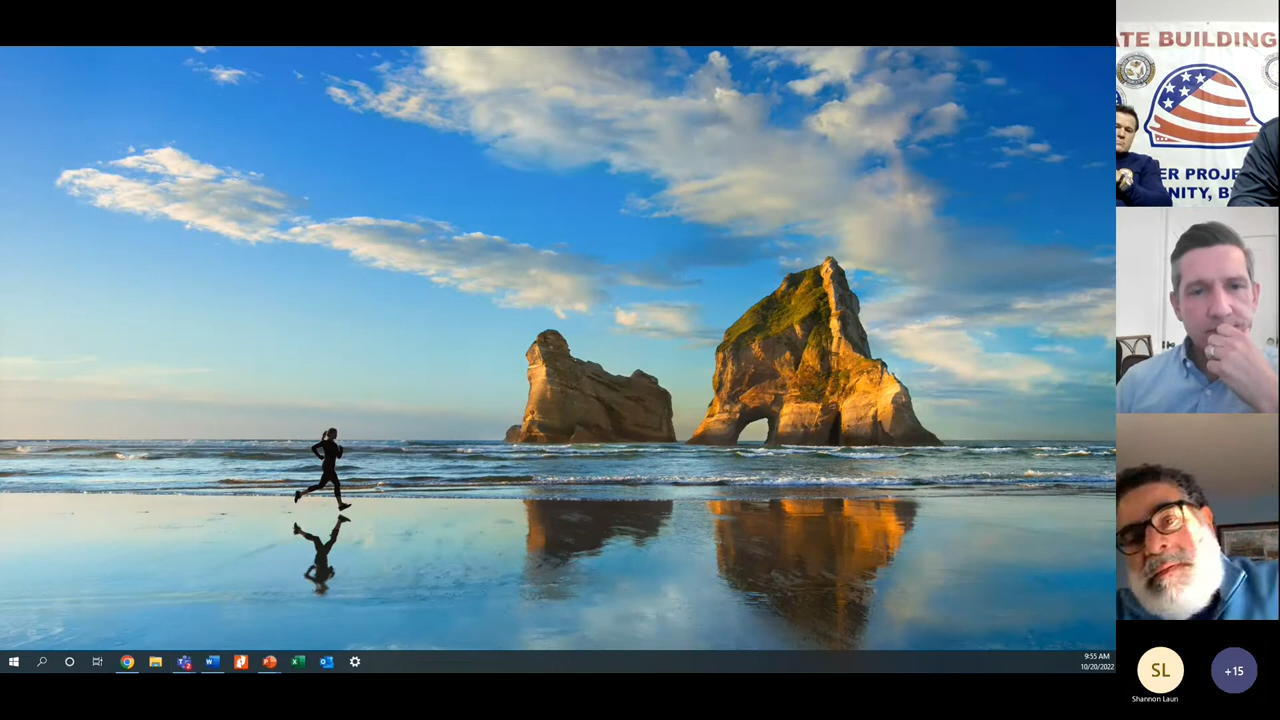 ATE BUILDING
ER PROJE
NITY, B
9:55 AM
10/20/2022
SL
+15
Shannon Laun